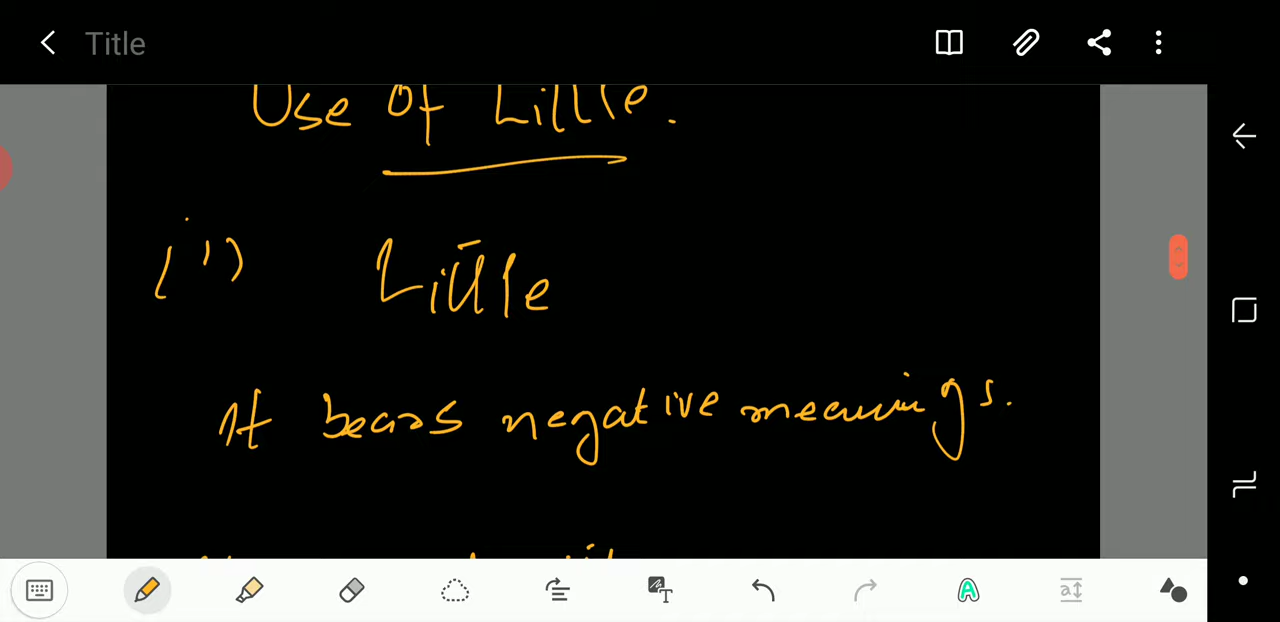 Title
Use of Little.
(i) Little
It bears negative meanings.